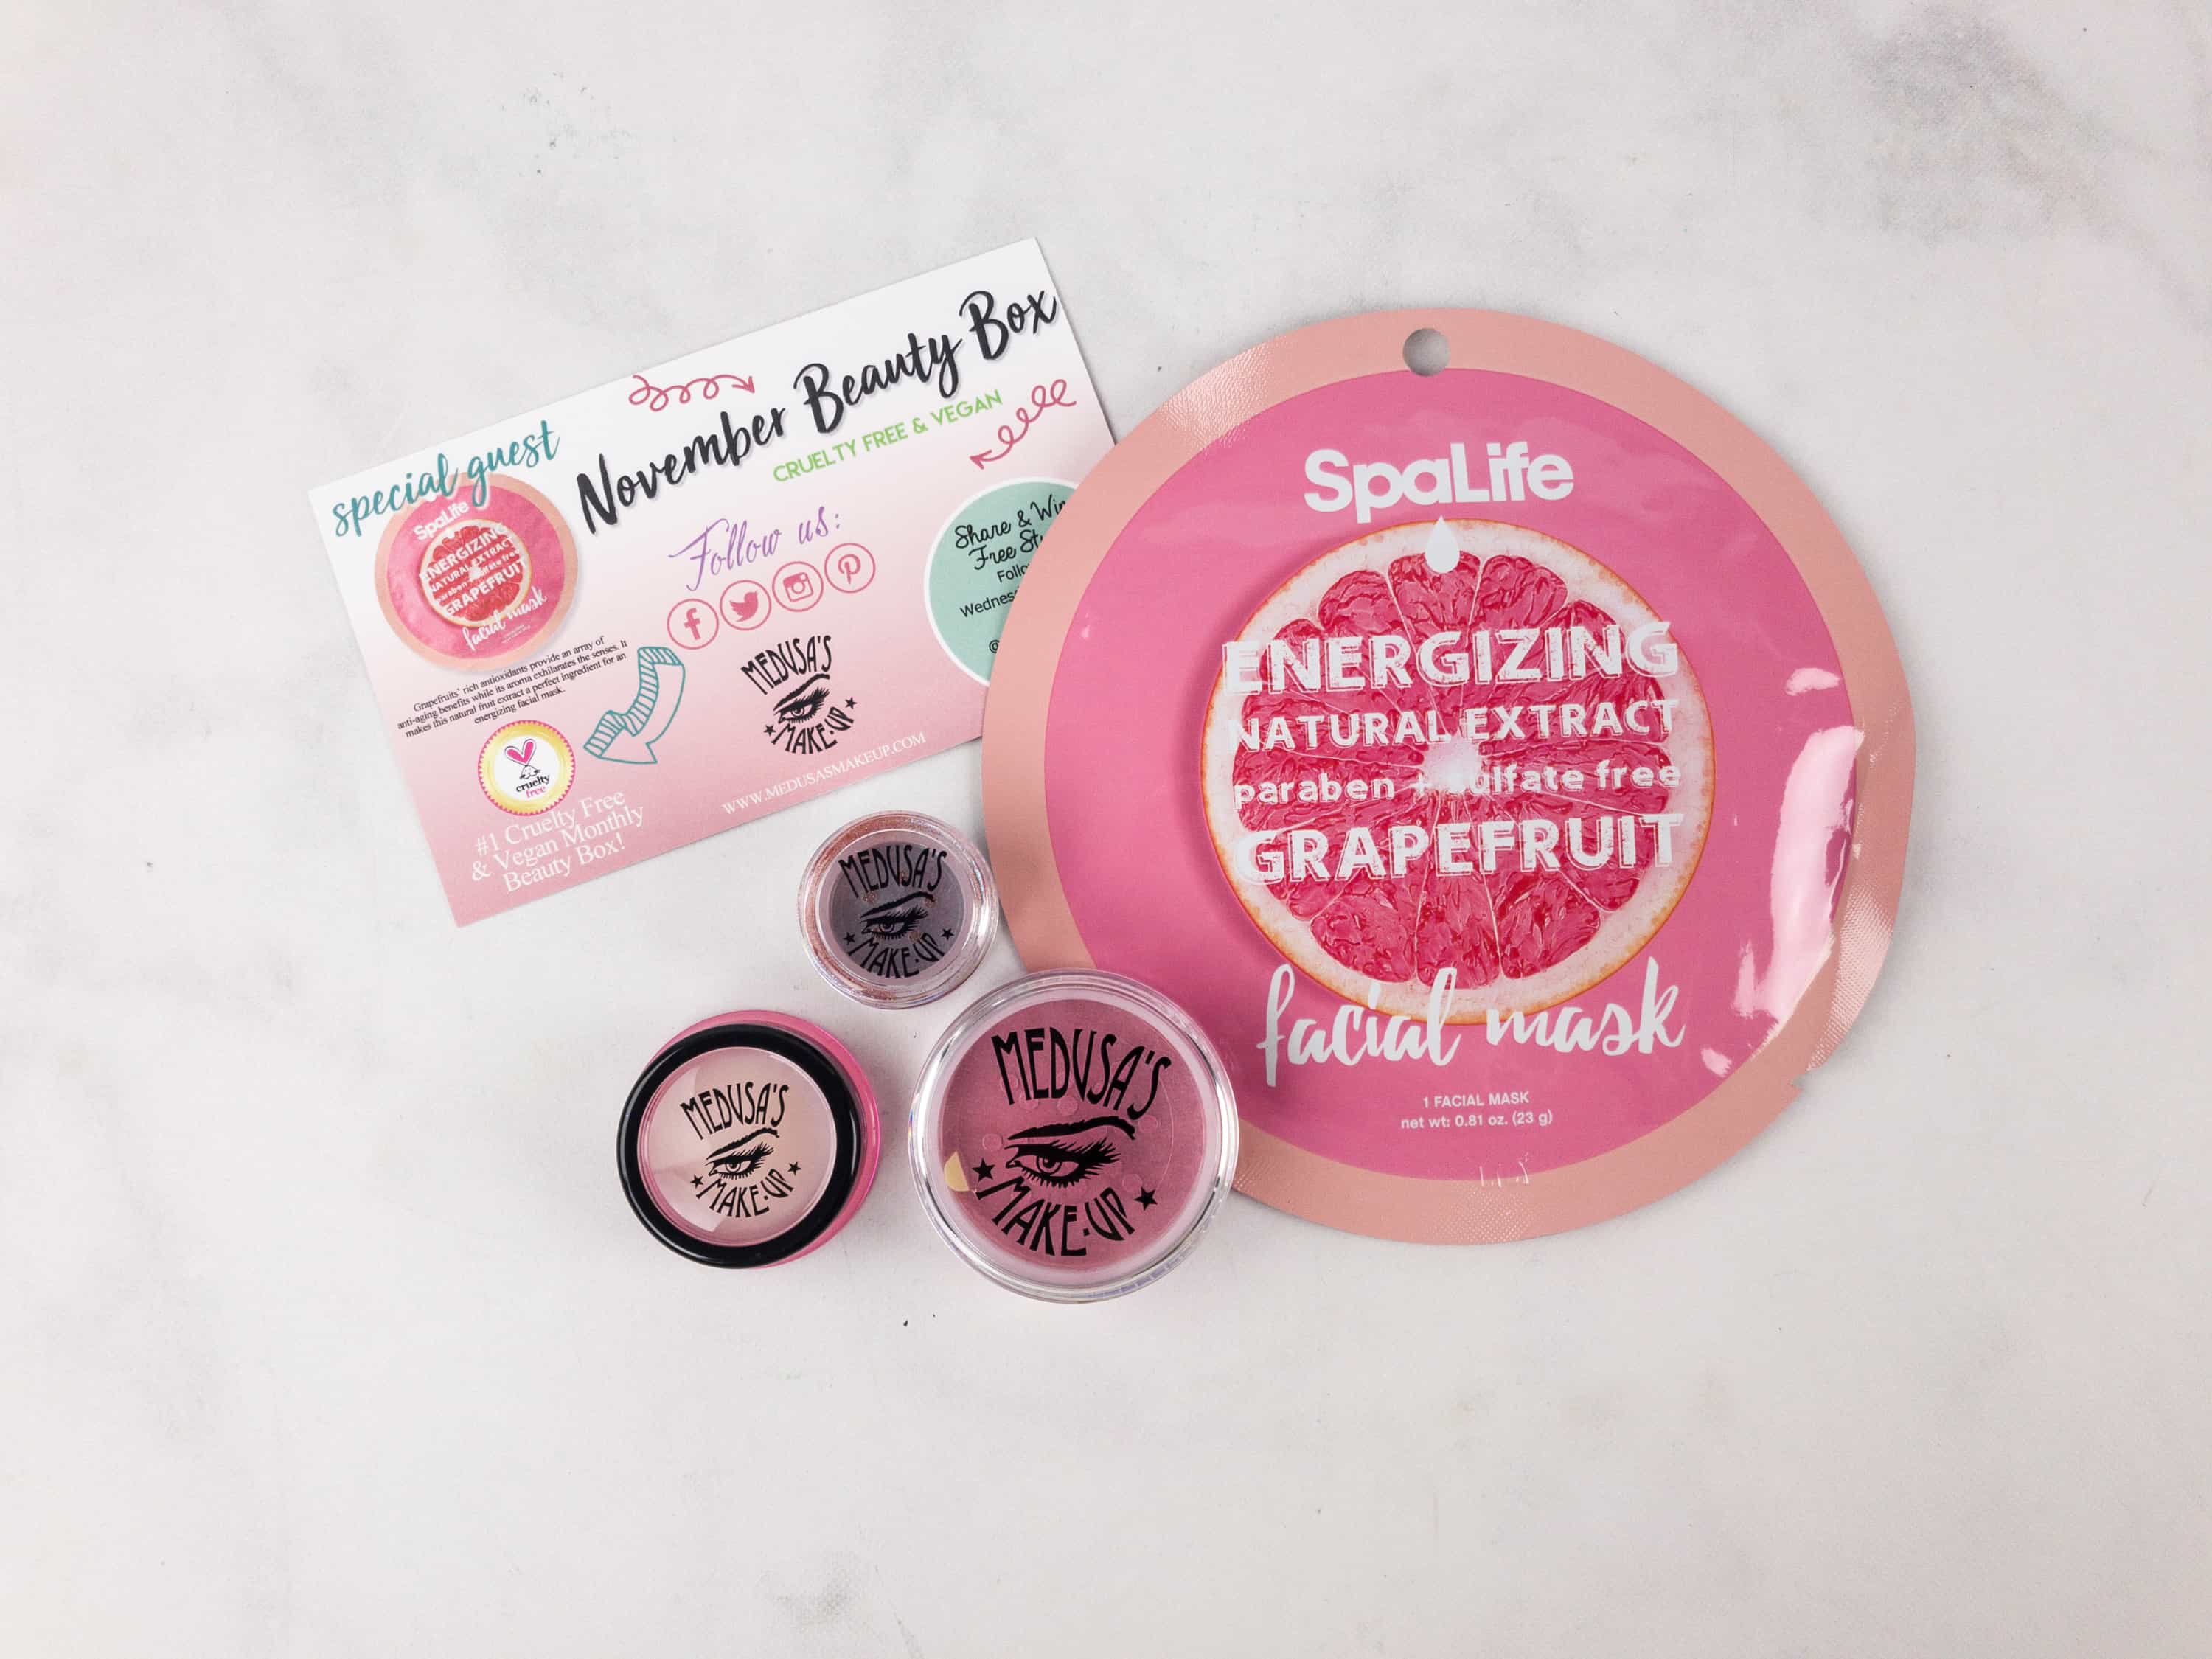 special guest
November Beauty Box
CRUELTY FREE & VEGAN
SpaLife
ENERGIZING
NATURAL EXTRACT
paraben + sulfate free
GRAPEFRUIT
facial mask
Grapefruits' rich antioxidants provide an array of
anti-aging benefits while its aroma exhilarates the senses. It
makes this natural fruit extract a perfect ingredient for an
energizing facial mask.
cruelty
free
#1 Cruelty Free
& Vegan Monthly
Beauty Box!
Follow us:
MEDUSA'S
MAKE-UP
WWW.MEDUSASMAKEUP.COM
Share & Win
Free
SpaLife
ENERGIZING
NATURAL EXTRACT
paraben + sulfate free
GRAPEFRUIT
facial mask
1 FACIAL MASK
net wt: 0.81 oz. (23 g)
MEDUSA'S
MAKE-UP
MEDUSA'S
MAKE-UP
MEDUSA'S
MAKE-UP